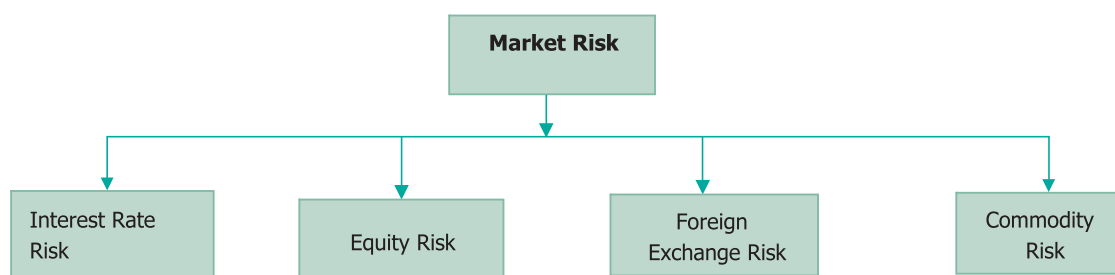 Market Risk
Interest Rate
Risk
Equity Risk
Foreign
Exchange Risk
Commodity
Risk